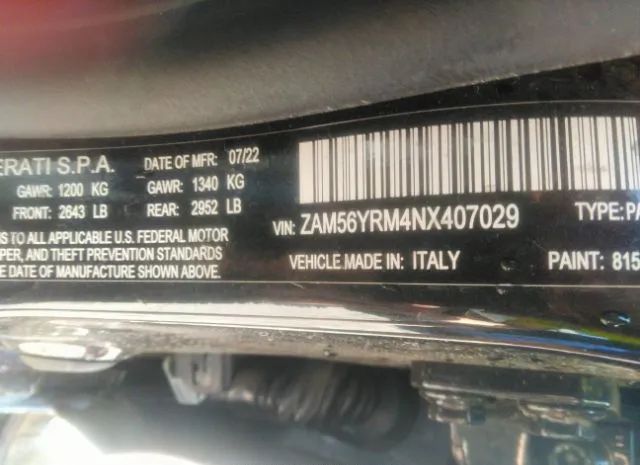 ERATI S.P.A. DATE OF MFR: 07/22
GAWR: 1200 KG GAWR: 1340 KG
FRONT: 2643 LB REAR: 2952 LB
VIN: ZAM56YRM4NX407029 TYPE: PA
NS TO ALL APPLICABLE U.S. FEDERAL MOTOR
PER, AND THEFT PREVENTION STANDARDS
E DATE OF MANUFACTURE SHOWN ABOVE.
VEHICLE MADE IN: ITALY PAINT: 815